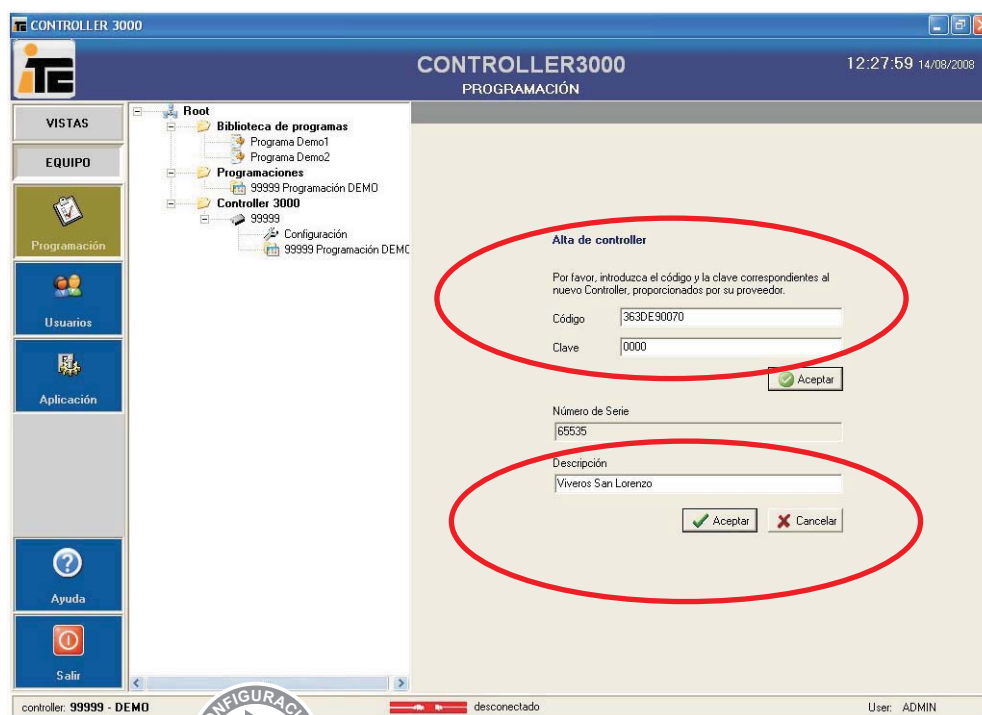 CONTROLLER 3000
iTE
CONTROLLER3000
PROGRAMACIÓN
12:27:59 14/08/2008
VISTAS
EQUIPO
Programación
Usuarios
Aplicación
Ayuda
Salir
Root
Biblioteca de programas
Programa Demo1
Programa Demo2
Programaciones
99999 Programación DEMO
Controller 3000
99999
Configuración
99999 Programación DEMO
Alta de controller
Por favor, introduzca el código y la clave correspondientes al
nuevo Controller, proporcionados por su proveedor.
Código 363DE90070
Clave 0000
Aceptar
Número de Serie
65535
Descripción
Viveros San Lorenzo
Aceptar Cancelar
controller: 99999 - DEMO desconectado User: ADMIN